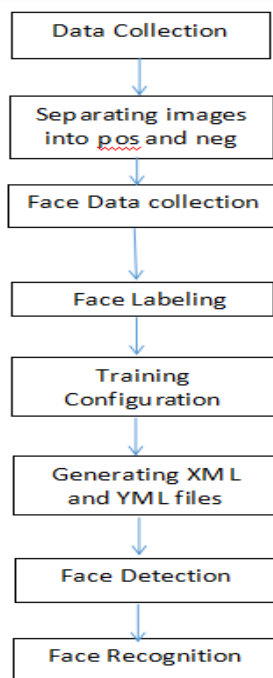 Data Collection
Separating images
into pos and neg
Face Data collection
Face Labeling
Training
Configuration
Generating XML
and YML files
Face Detection
Face Recognition